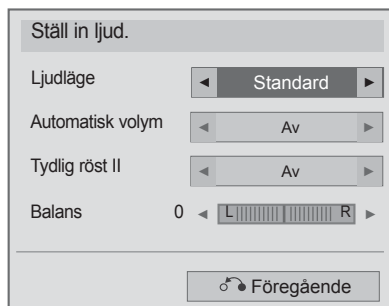 Ställ in ljud.
Ljudläge ◄ Standard ►
Automatisk volym ◄ Av ►
Tydlig röst II ◄ Av ►
Balans 0 ◄ L R ►
Föregående